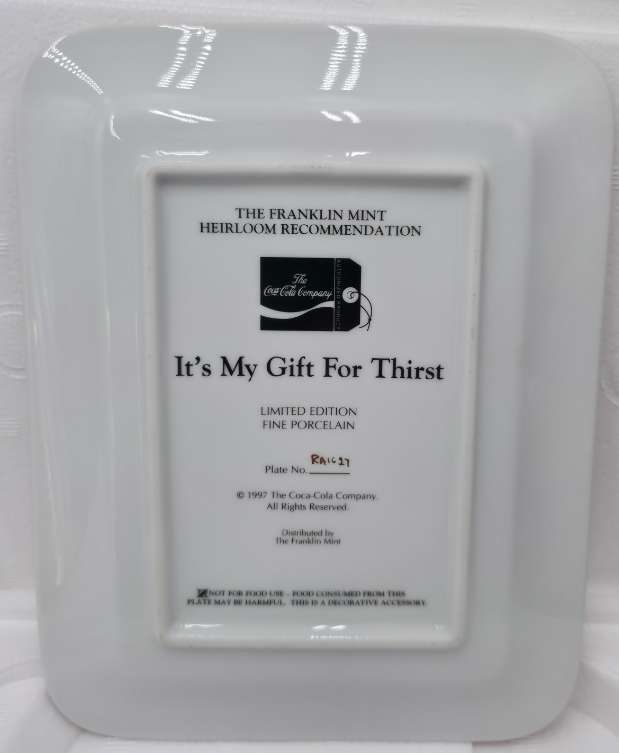 THE FRANKLIN MINT
HEIRLOOM RECOMMENDATION
The
Coca-Cola Company
It's My Gift For Thirst
LIMITED EDITION
FINE PORCELAIN
Plate No. RA1627
© 1997 The Coca-Cola Company.
All Rights Reserved.
Distributed by
The Franklin Mint
NOT FOR FOOD USE - FOOD CONSUMED FROM THIS
PLATE MAY BE HARMFUL. THIS IS A DECORATIVE ACCESSORY.